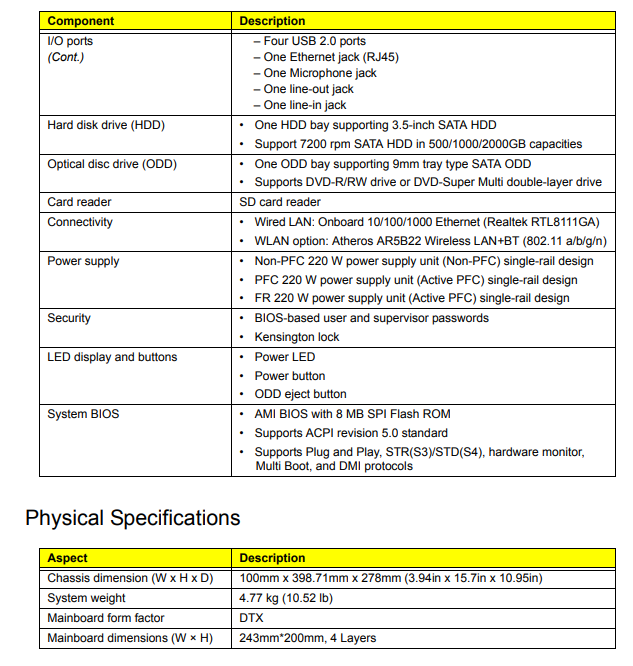 Component Description
I/O ports
(Cont.)
– Four USB 2.0 ports
– One Ethernet jack (RJ45)
– One Microphone jack
– One line-out jack
– One line-in jack
Hard disk drive (HDD)
• One HDD bay supporting 3.5-inch SATA HDD
• Support 7200 rpm SATA HDD in 500/1000/2000GB capacities
Optical disc drive (ODD)
• One ODD bay supporting 9mm tray type SATA ODD
• Supports DVD-R/RW drive or DVD-Super Multi double-layer drive
Card reader SD card reader
Connectivity
• Wired LAN: Onboard 10/100/1000 Ethernet (Realtek RTL8111GA)
• WLAN option: Atheros AR5B22 Wireless LAN+BT (802.11 a/b/g/n)
Power supply
• Non-PFC 220 W power supply unit (Non-PFC) single-rail design
• PFC 220 W power supply unit (Active PFC) single-rail design
• FR 220 W power supply unit (Active PFC) single-rail design
Security
• BIOS-based user and supervisor passwords
• Kensington lock
LED display and buttons
• Power LED
• Power button
• ODD eject button
System BIOS
• AMI BIOS with 8 MB SPI Flash ROM
• Supports ACPI revision 5.0 standard
• Supports Plug and Play, STR(S3)/STD(S4), hardware monitor,
Multi Boot, and DMI protocols
Physical Specifications
Aspect Description
Chassis dimension (W x H x D) 100mm x 398.71mm x 278mm (3.94in x 15.7in x 10.95in)
System weight 4.77 kg (10.52 lb)
Mainboard form factor DTX
Mainboard dimensions (W × H) 243mm*200mm, 4 Layers